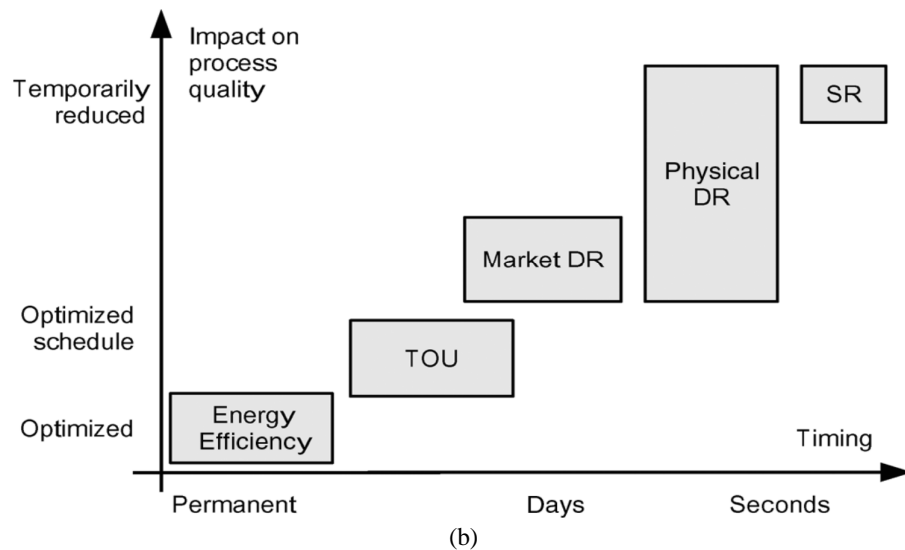 Impact on
process
quality
Temporarily
reduced
SR
Physical
DR
Market DR
Optimized
schedule
TOU
Energy
Efficiency
Optimized
Timing
Permanent
Days
Seconds
(b)